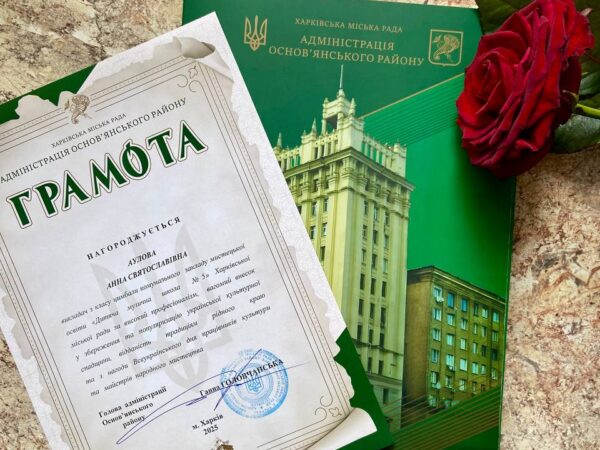 ХАРКІВСЬКА МІСЬКА РАДА
АДМІНІСТРАЦІЯ
ОСНОВ'ЯНСЬКОГО РАЙОНУ
ХАРКІВСЬКА МІСЬКА РАДА
АДМІНІСТРАЦІЯ ОСНОВ'ЯНСЬКОГО РАЙОНУ
ГРАМОТА
НАГОРОДЖУЄТЬСЯ
АУЛОВА
АННА СВЯТОСЛАВІВНА
викладач з класу цимбали комунального закладу мистецької
освіти «Дитяча музична школа № 5» Харківської
міської ради за високий професіоналізм, вагомий внесок
у збереження та популяризацію української культурної
спадщини, відданість традиціям рідного краю
та з нагоди Всеукраїнського дня працівників культури
та майстрів народного мистецтва
Голова адміністрації
Основ'янського
району
Ганна ГОЛОВЧАНСЬКА
м. Харків
2025